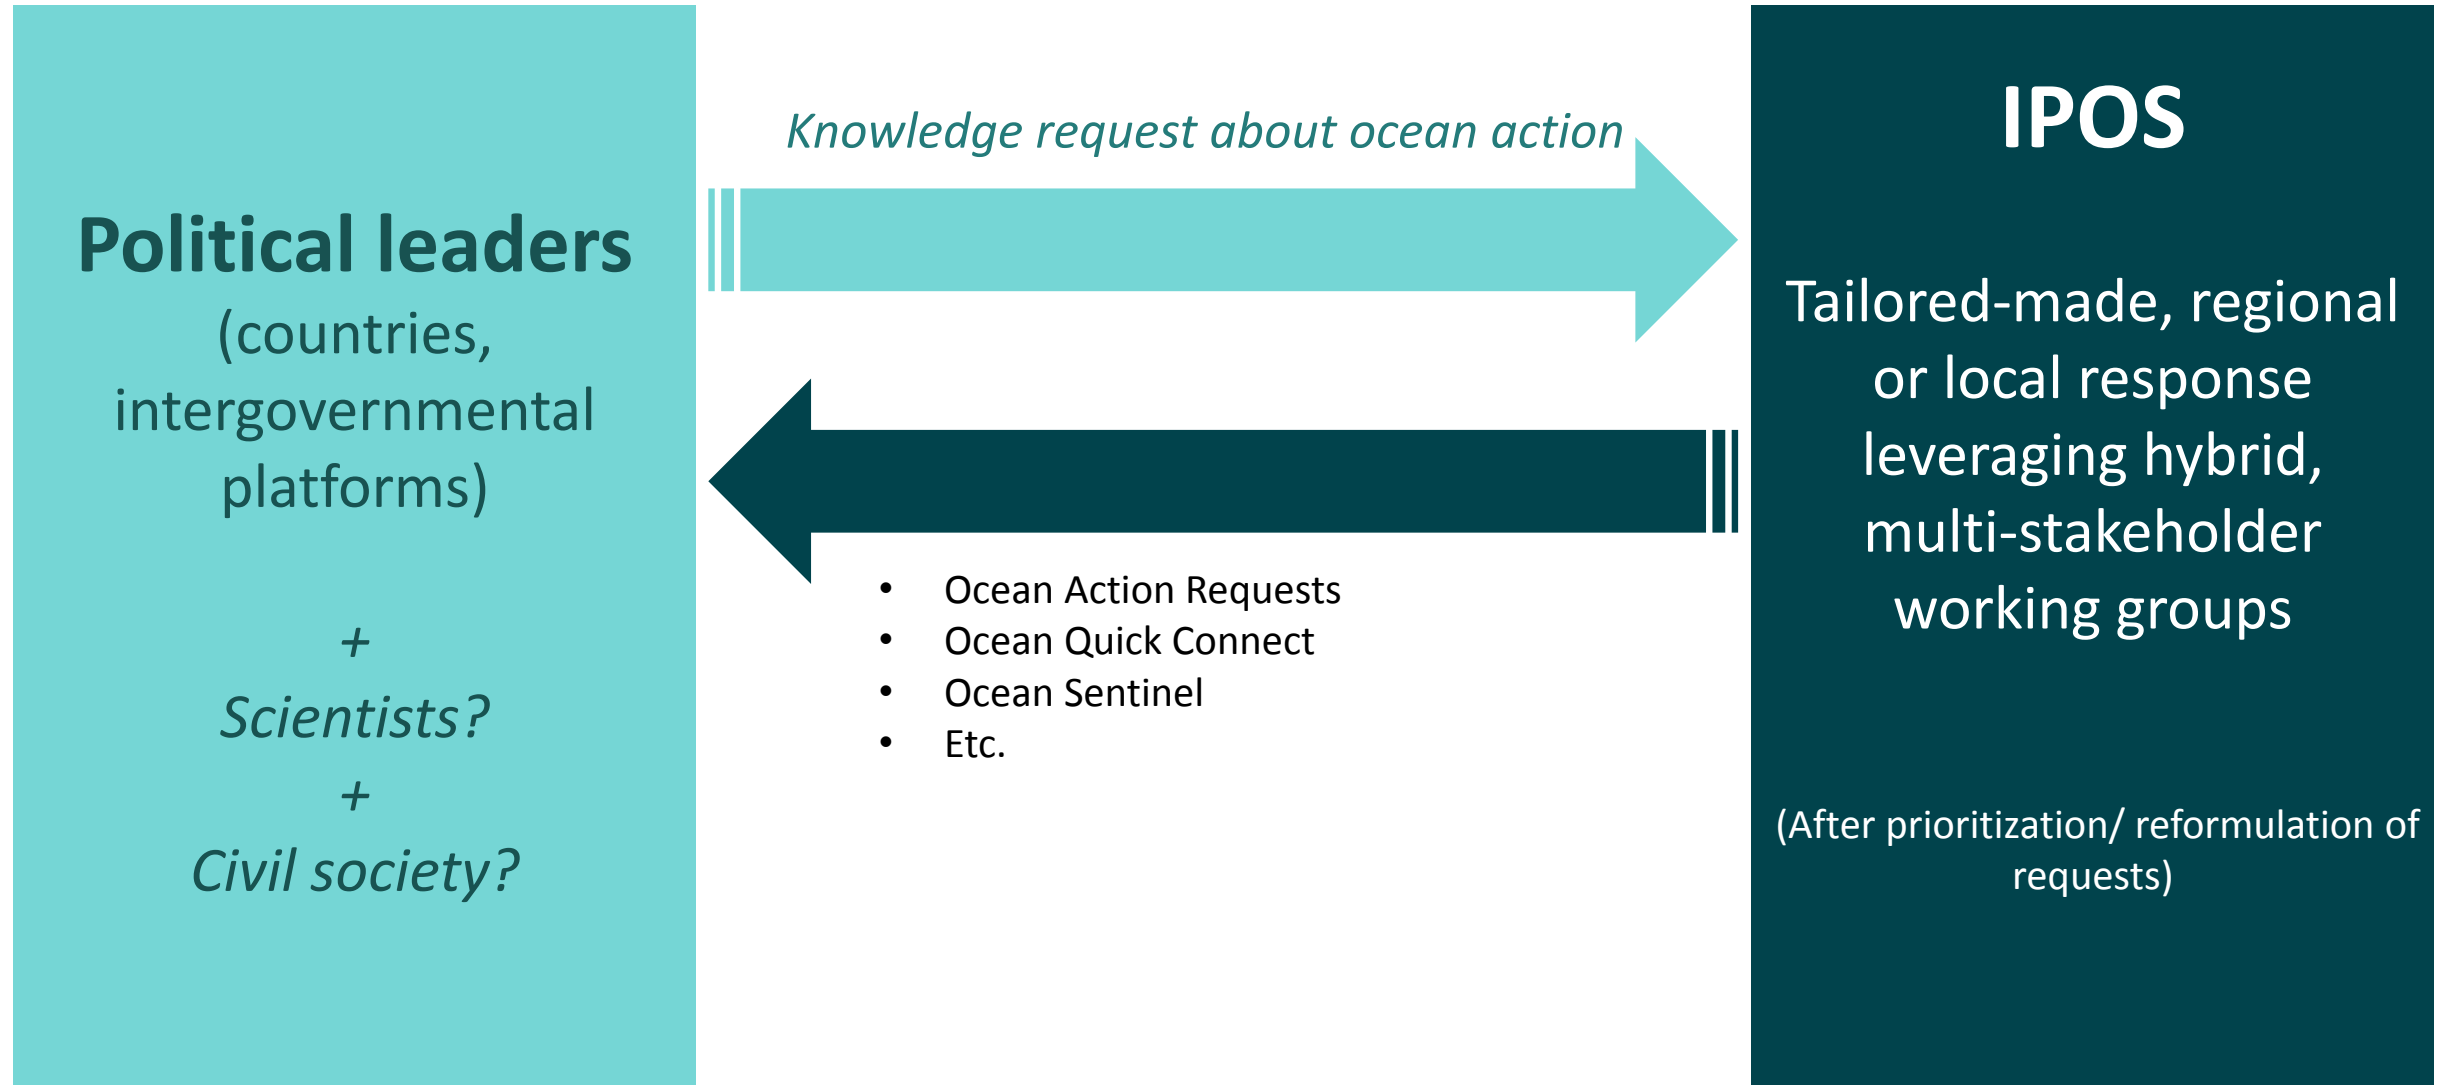 Political leaders
(countries,
intergovernmental
platforms)
+
Scientists?
+
Civil society?
Knowledge request about ocean action
• Ocean Action Requests
• Ocean Quick Connect
• Ocean Sentinel
• Etc.
IPOS
Tailored-made, regional
or local response
leveraging hybrid,
multi-stakeholder
working groups
(After prioritization/ reformulation of
requests)